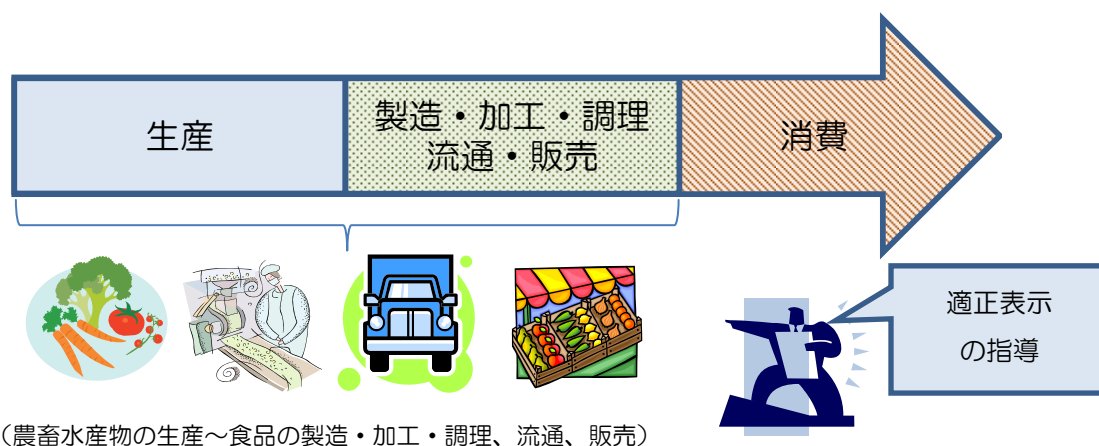 生産
製造・加工・調理
流通・販売
消費
適正表示
の指導
（農畜水産物の生産～食品の製造・加工・調理、流通、販売）